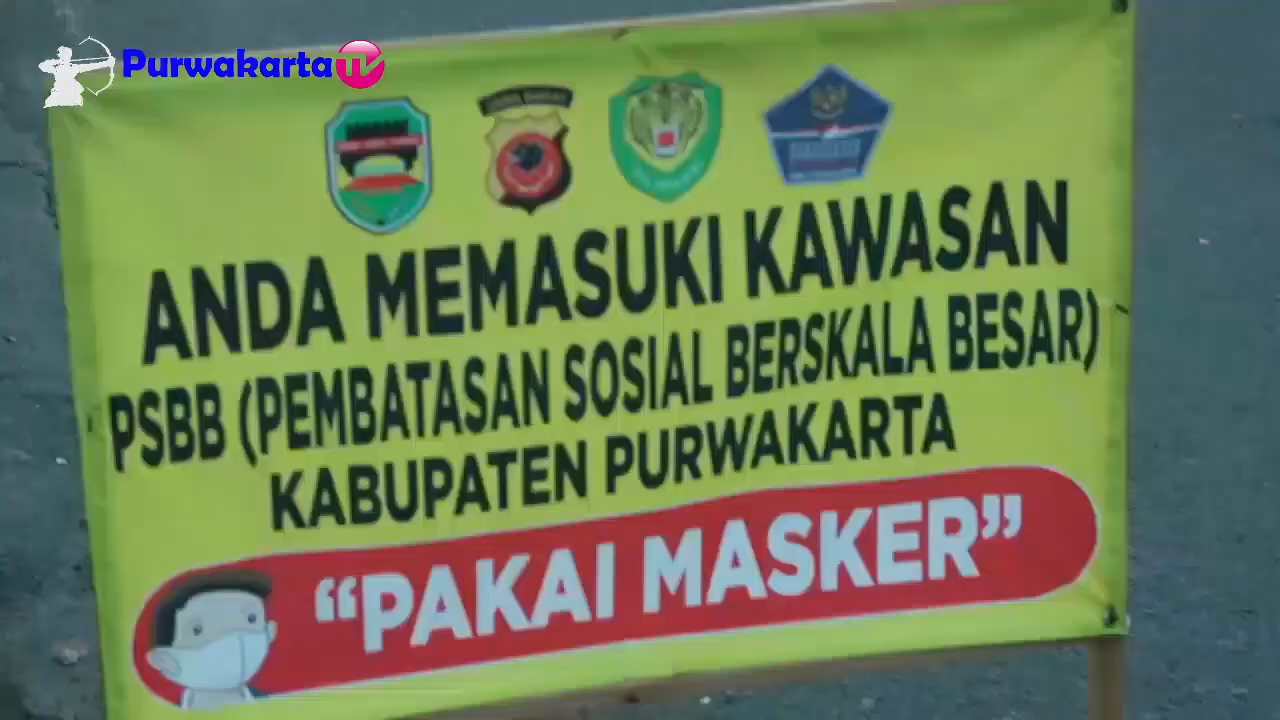 PurwakartaTV
ANDA MEMASUKI KAWASAN
PSBB (PEMBATASAN SOSIAL BERSKALA BESAR)
KABUPATEN PURWAKARTA
“PAKAI MASKER”